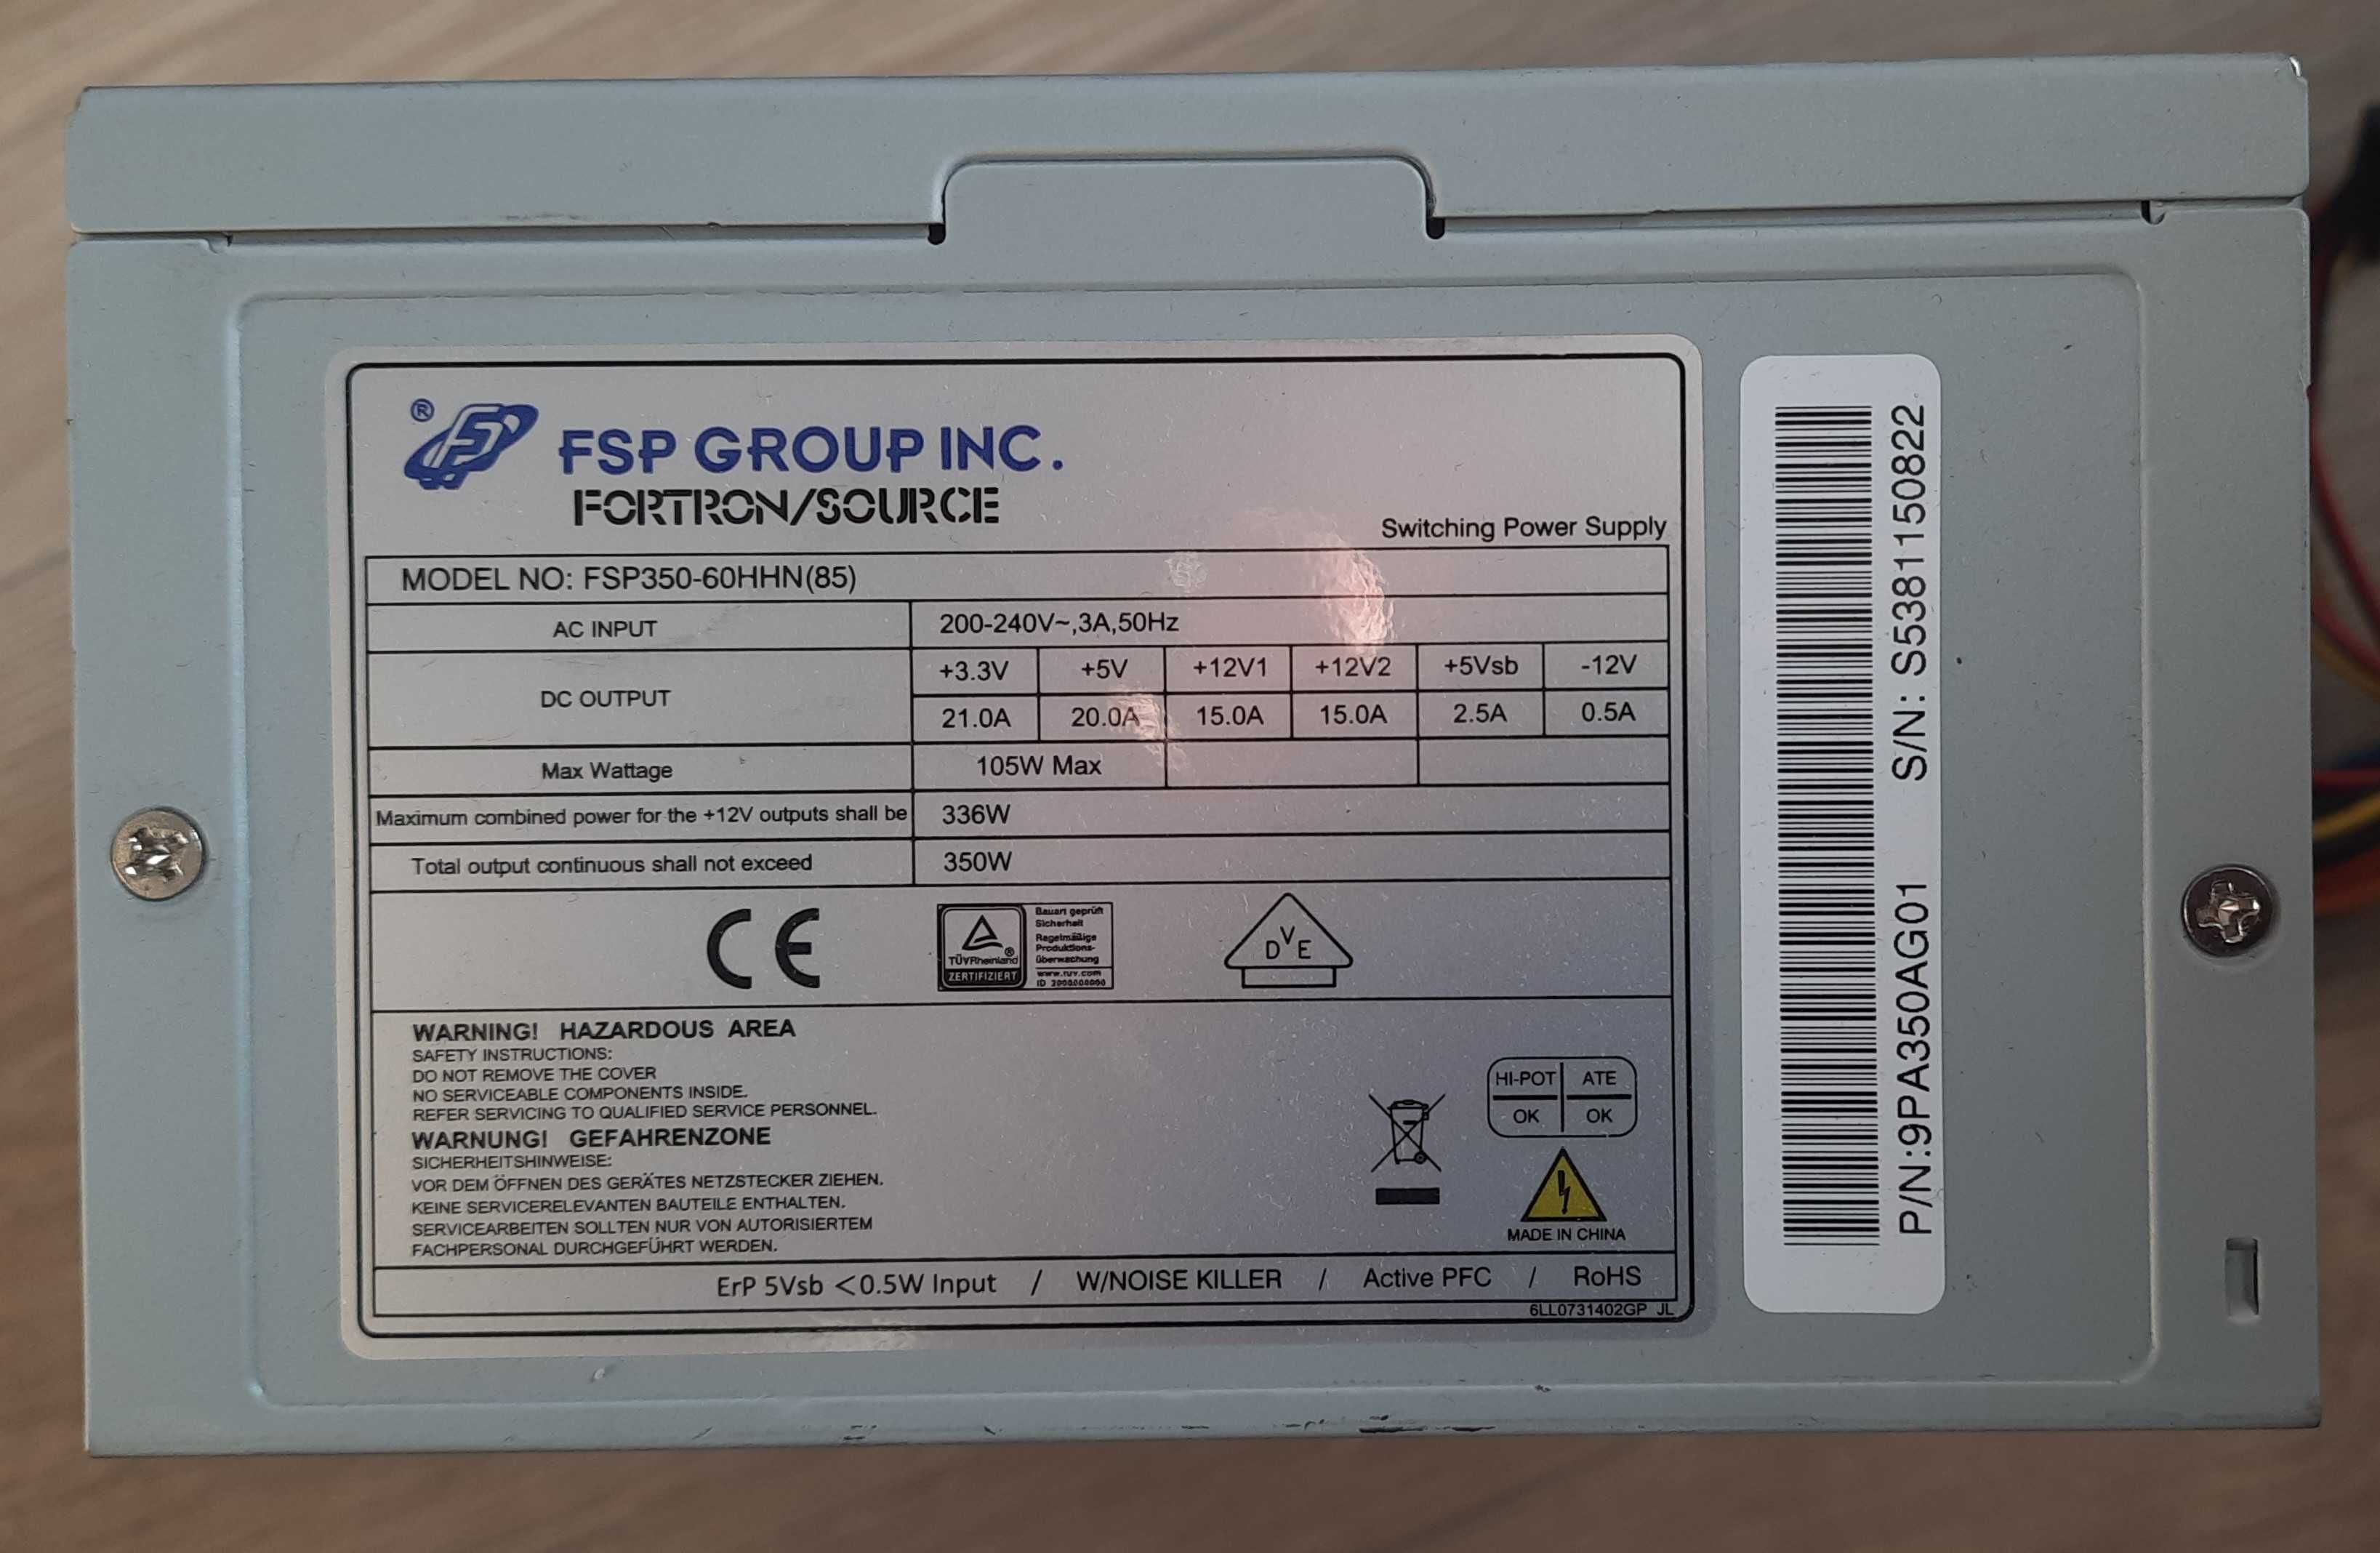 ® FSP GROUP INC.
FORTRON/SOURCE
Switching Power Supply
MODEL NO: FSP350-60HHN(85)
AC INPUT 200-240V~,3A,50Hz
DC OUTPUT
+3.3V +5V +12V1 +12V2 +5Vsb -12V
21.0A 20.0A 15.0A 15.0A 2.5A 0.5A
Max Wattage 105W Max
Maximum combined power for the +12V outputs shall be 336W
Total output continuous shall not exceed 350W
CE
TÜVRheinland ®
ZERTIFIZIERT
Bauart geprüft
Sicherheit
Regelmäßige
Produktions-
überwachung
www.tuv.com
DVE
WARNING! HAZARDOUS AREA
SAFETY INSTRUCTIONS:
DO NOT REMOVE THE COVER
NO SERVICEABLE COMPONENTS INSIDE.
REFER SERVICING TO QUALIFIED SERVICE PERSONNEL.
WARNUNG! GEFAHRENZONE
SICHERHEITSHINWEISE:
VOR DEM ÖFFNEN DES GERÄTES NETZSTECKER ZIEHEN.
KEINE SERVICERELEVANTEN BAUTEILE ENTHALTEN.
SERVICEARBEITEN SOLLTEN NUR VON AUTORISIERTEM
FACHPERSONAL DURCHGEFÜHRT WERDEN.
HI-POT ATE
OK OK
MADE IN CHINA
ErP 5Vsb <0.5W Input / W/NOISE KILLER / Active PFC / RoHS
6LL0731402GP JL
P/N:9PA350AG01 S/N: S5381150822